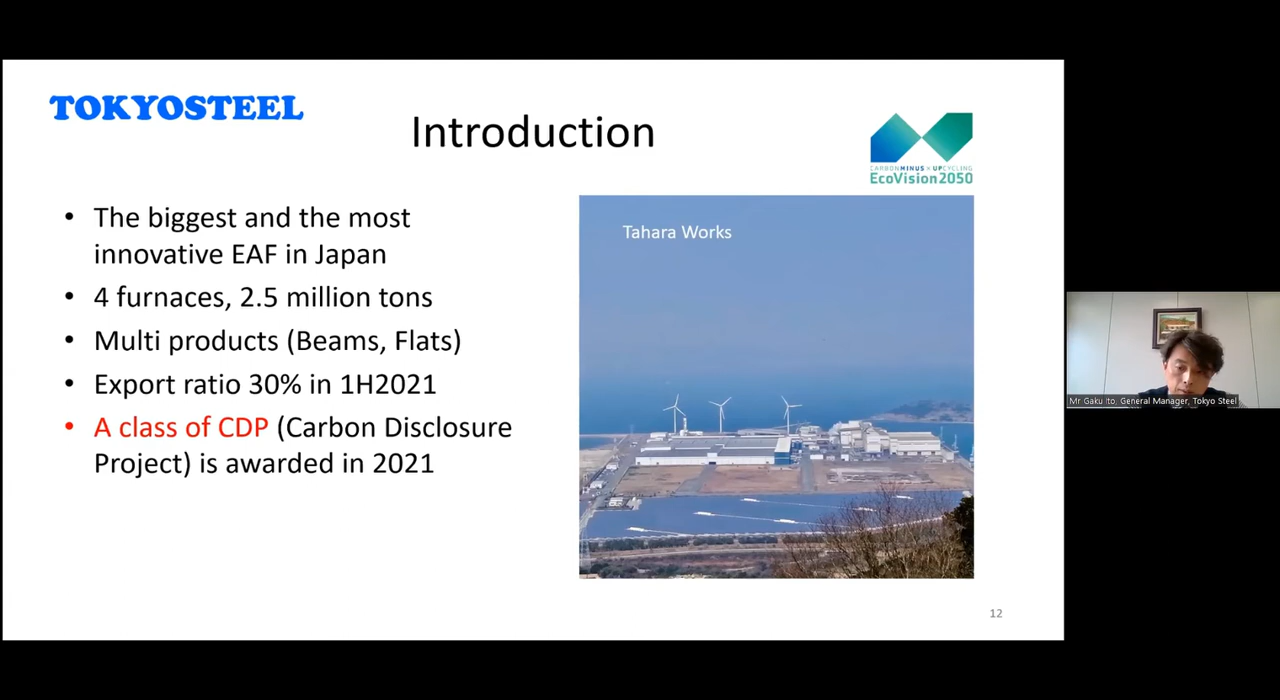 TOKYOSTEEL
Introduction
CARBONMINUS × UPCYCLING
EcoVision2050
• The biggest and the most
innovative EAF in Japan
• 4 furnaces, 2.5 million tons
• Multi products (Beams, Flats)
• Export ratio 30% in 1H2021
• A class of CDP (Carbon Disclosure
Project) is awarded in 2021
Tahara Works
12
Mr Gaku Ito, General Manager, Tokyo Steel